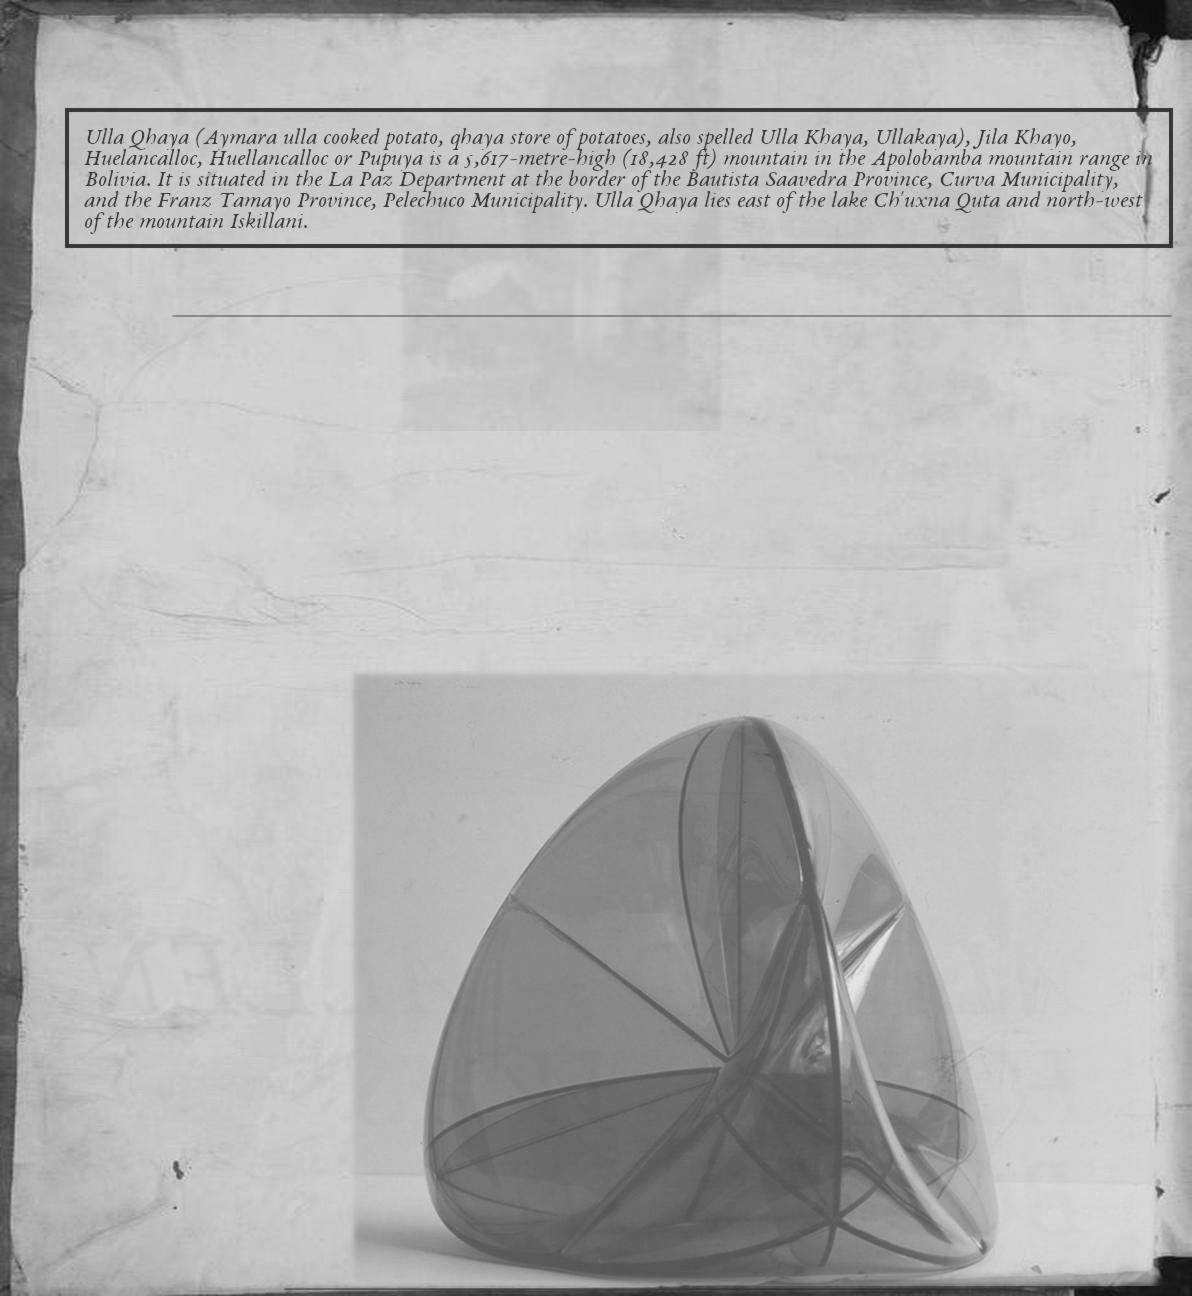 Ulla Qhaya (Aymara ulla cooked potato, qhaya store of potatoes, also spelled Ulla Khaya, Ullakaya), Jila Khayo,
Huelancalloc, Huellancalloc or Pupuya is a 5,617-metre-high (18,428 ft) mountain in the Apolobamba mountain range in
Bolivia. It is situated in the La Paz Department at the border of the Bautista Saavedra Province, Curva Municipality,
and the Franz Tamayo Province, Pelechuco Municipality. Ulla Qhaya lies east of the lake Ch'uxna Quta and north-west
of the mountain Iskillani.